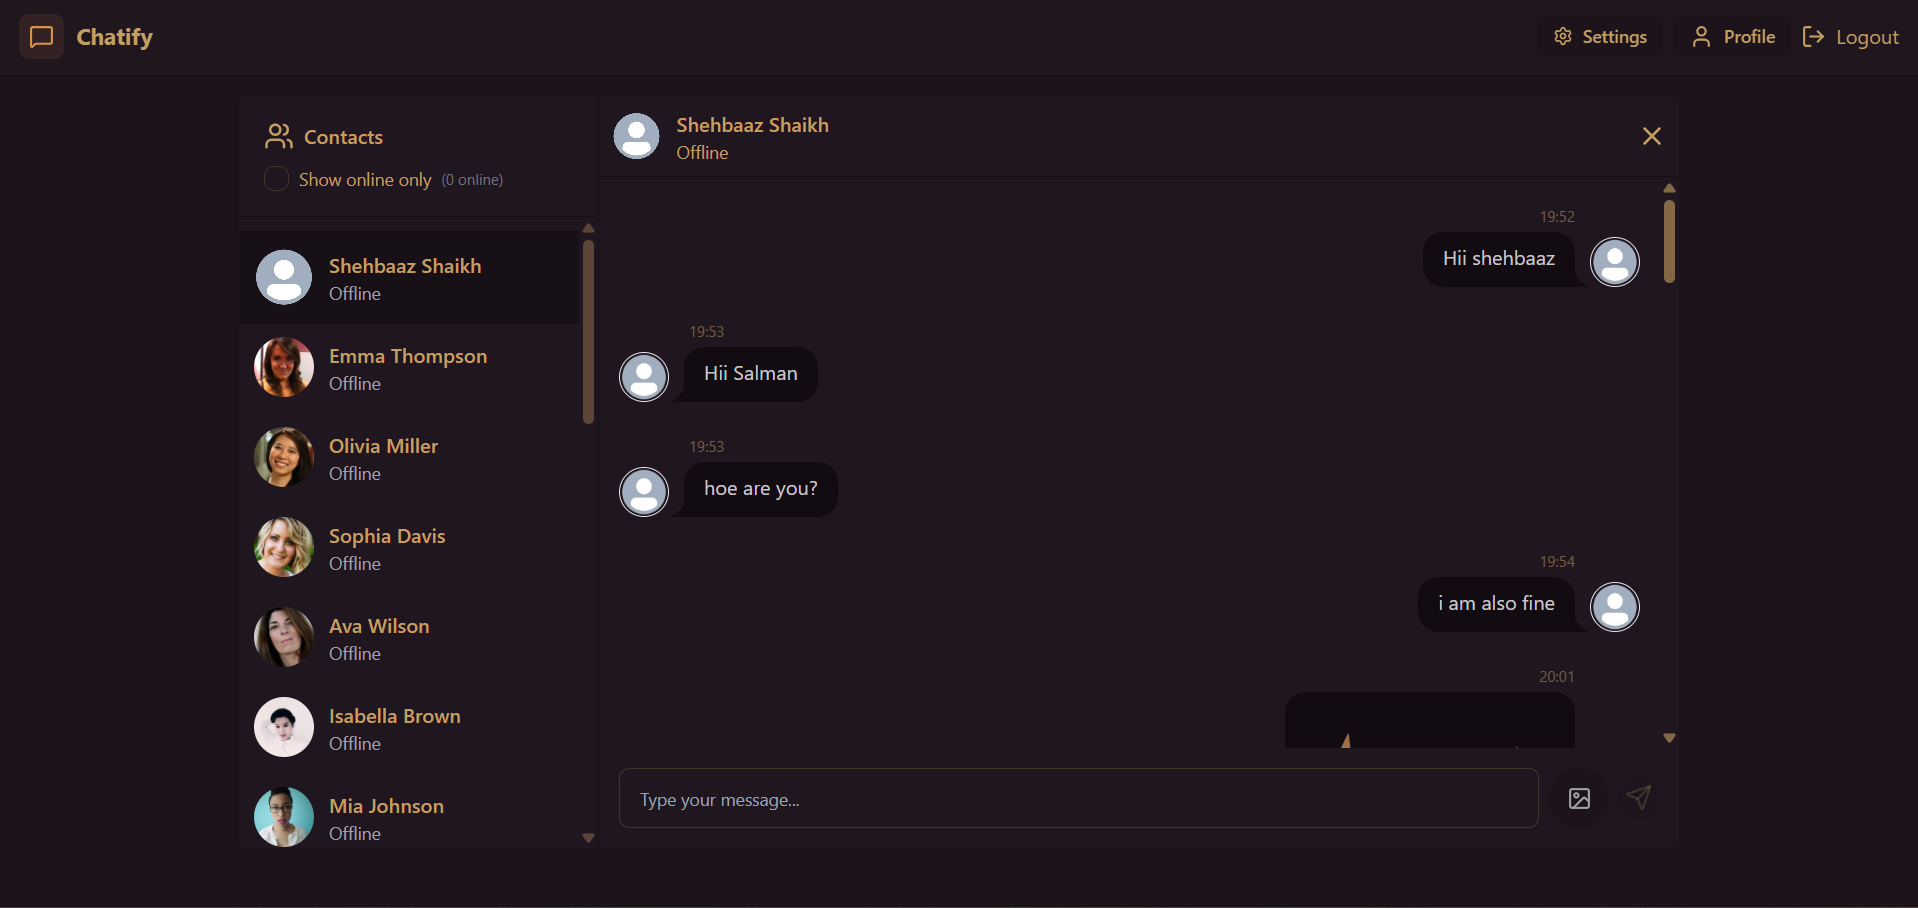 Chatify
Settings
Profile
Logout
Contacts
Show online only (0 online)
Shehbaaz Shaikh
Offline
Emma Thompson
Offline
Olivia Miller
Offline
Sophia Davis
Offline
Ava Wilson
Offline
Isabella Brown
Offline
Mia Johnson
Offline
Shehbaaz Shaikh
Offline
19:52
Hii shehbaaz
19:53
Hii Salman
19:53
hoe are you?
19:54
i am also fine
20:01
Type your message...